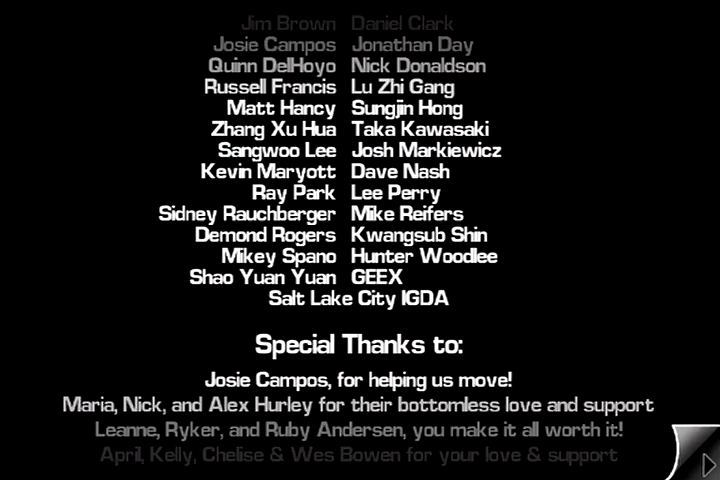 Jim Brown Daniel Clark
Josie Campos Jonathan Day
Quinn DelHoyo Nick Donaldson
Russell Francis Lu Zhi Gang
Matt Hancy Sungjin Hong
Zhang Xu Hua Taka Kawasaki
Sangwoo Lee Josh Markiewicz
Kevin Maryott Dave Nash
Ray Park Lee Perry
Sidney Rauchberger Mike Reifers
Demond Rogers Kwangsub Shin
Mikey Spano Hunter Woodlee
Shao Yuan Yuan GEEX
Salt Lake City IGDA
Special Thanks to:
Josie Campos, for helping us move!
Maria, Nick, and Alex Hurley for their bottomless love and support
Leanne, Ryker, and Ruby Andersen, you make it all worth it!
April, Kelly, Chelise & Wes Bowen for your love & support